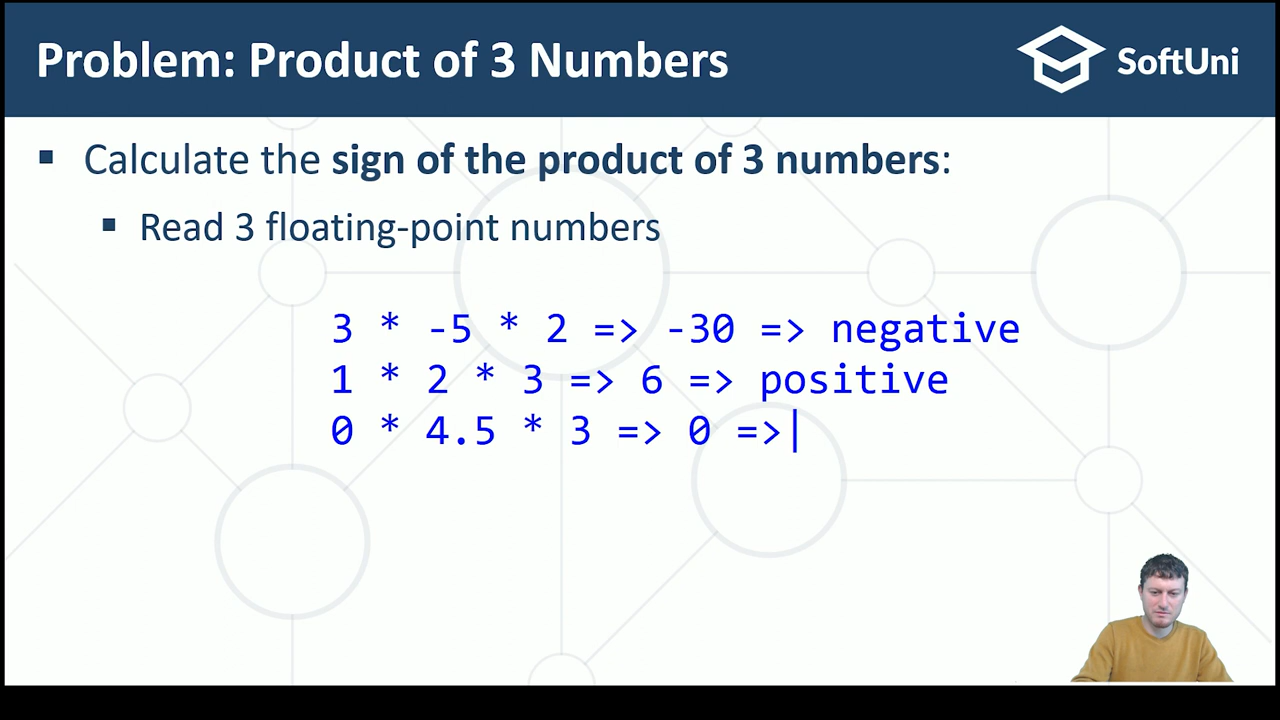 Problem: Product of 3 Numbers
SoftUni
▪ Calculate the sign of the product of 3 numbers:
▪ Read 3 floating-point numbers
3 * -5 * 2 => -30 => negative
1 * 2 * 3 => 6 => positive
0 * 4.5 * 3 => 0 =>